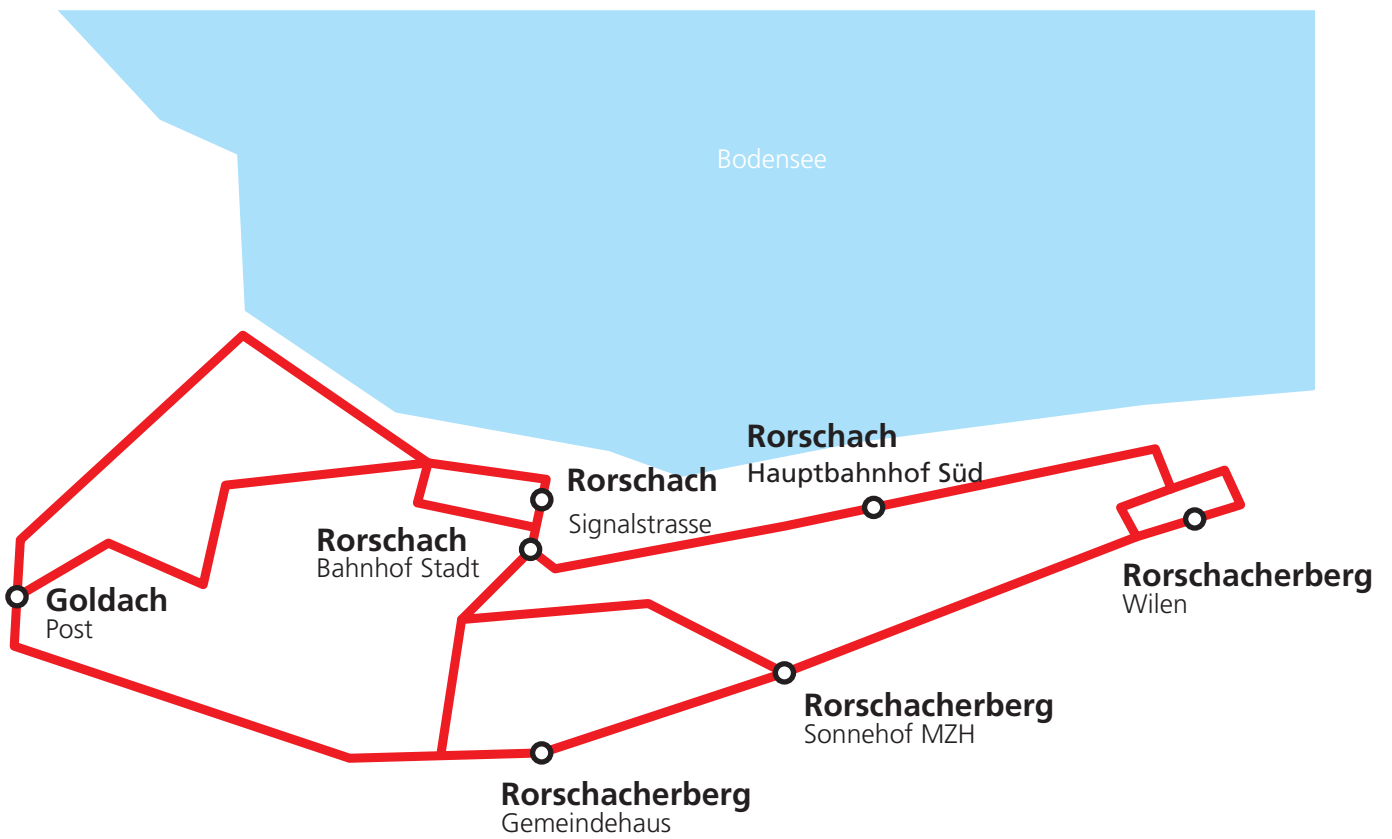 Bodensee
Rorschach
Hauptbahnhof Süd
Rorschach
Signalstrasse
Rorschach
Bahnhof Stadt
Goldach
Post
Rorschacherberg
Wilen
Rorschacherberg
Sonnehof MZH
Rorschacherberg
Gemeindehaus